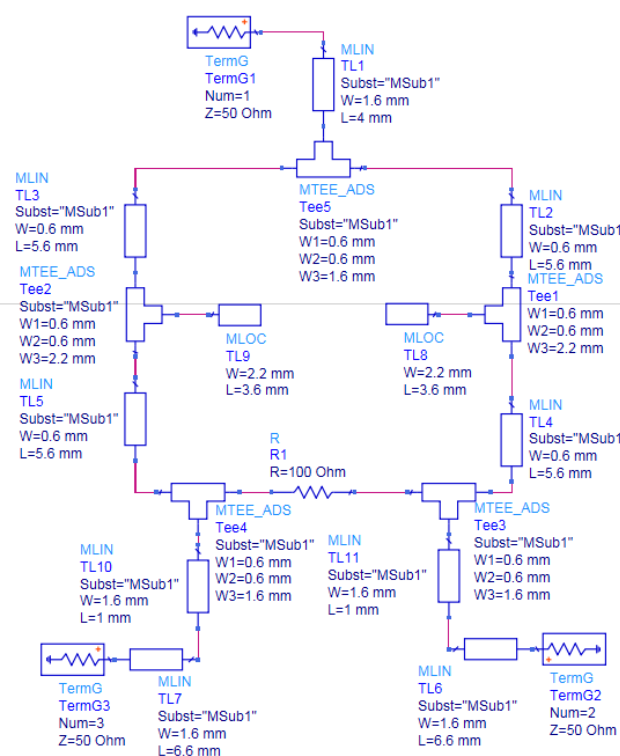 TermG
TermG1
Num=1
Z=50 Ohm
MLIN
TL1
Subst="MSub1"
W=1.6 mm
L=4 mm
MLIN
TL3
Subst="MSub1"
W=0.6 mm
L=5.6 mm
MTEE_ADS
Tee5
Subst="MSub1"
W1=0.6 mm
W2=0.6 mm
W3=1.6 mm
MLIN
TL2
Subst="MSub1"
W=0.6 mm
L=5.6 mm
MTEE_ADS
Tee2
Subst="MSub1"
W1=0.6 mm
W2=0.6 mm
W3=2.2 mm
MLOC
TL9
W=2.2 mm
L=3.6 mm
MLOC
TL8
W=2.2 mm
L=3.6 mm
MTEE_ADS
Tee1
W1=0.6 mm
W2=0.6 mm
W3=2.2 mm
MLIN
TL5
Subst="MSub1"
W=0.6 mm
L=5.6 mm
R
R1
R=100 Ohm
MLIN
TL4
Subst="MSub1"
W=0.6 mm
L=5.6 mm
MTEE_ADS
Tee4
Subst="MSub1"
W1=0.6 mm
W2=0.6 mm
W3=1.6 mm
MTEE_ADS
Tee3
Subst="MSub1"
W1=0.6 mm
W2=0.6 mm
W3=1.6 mm
MLIN
TL10
Subst="MSub1"
W=1.6 mm
L=1 mm
MLIN
TL11
Subst="MSub1"
W=1.6 mm
L=1 mm
TermG
TermG3
Num=3
Z=50 Ohm
MLIN
TL7
Subst="MSub1"
W=1.6 mm
L=6.6 mm
MLIN
TL6
Subst="MSub1"
W=1.6 mm
L=6.6 mm
TermG
TermG2
Num=2
Z=50 Ohm